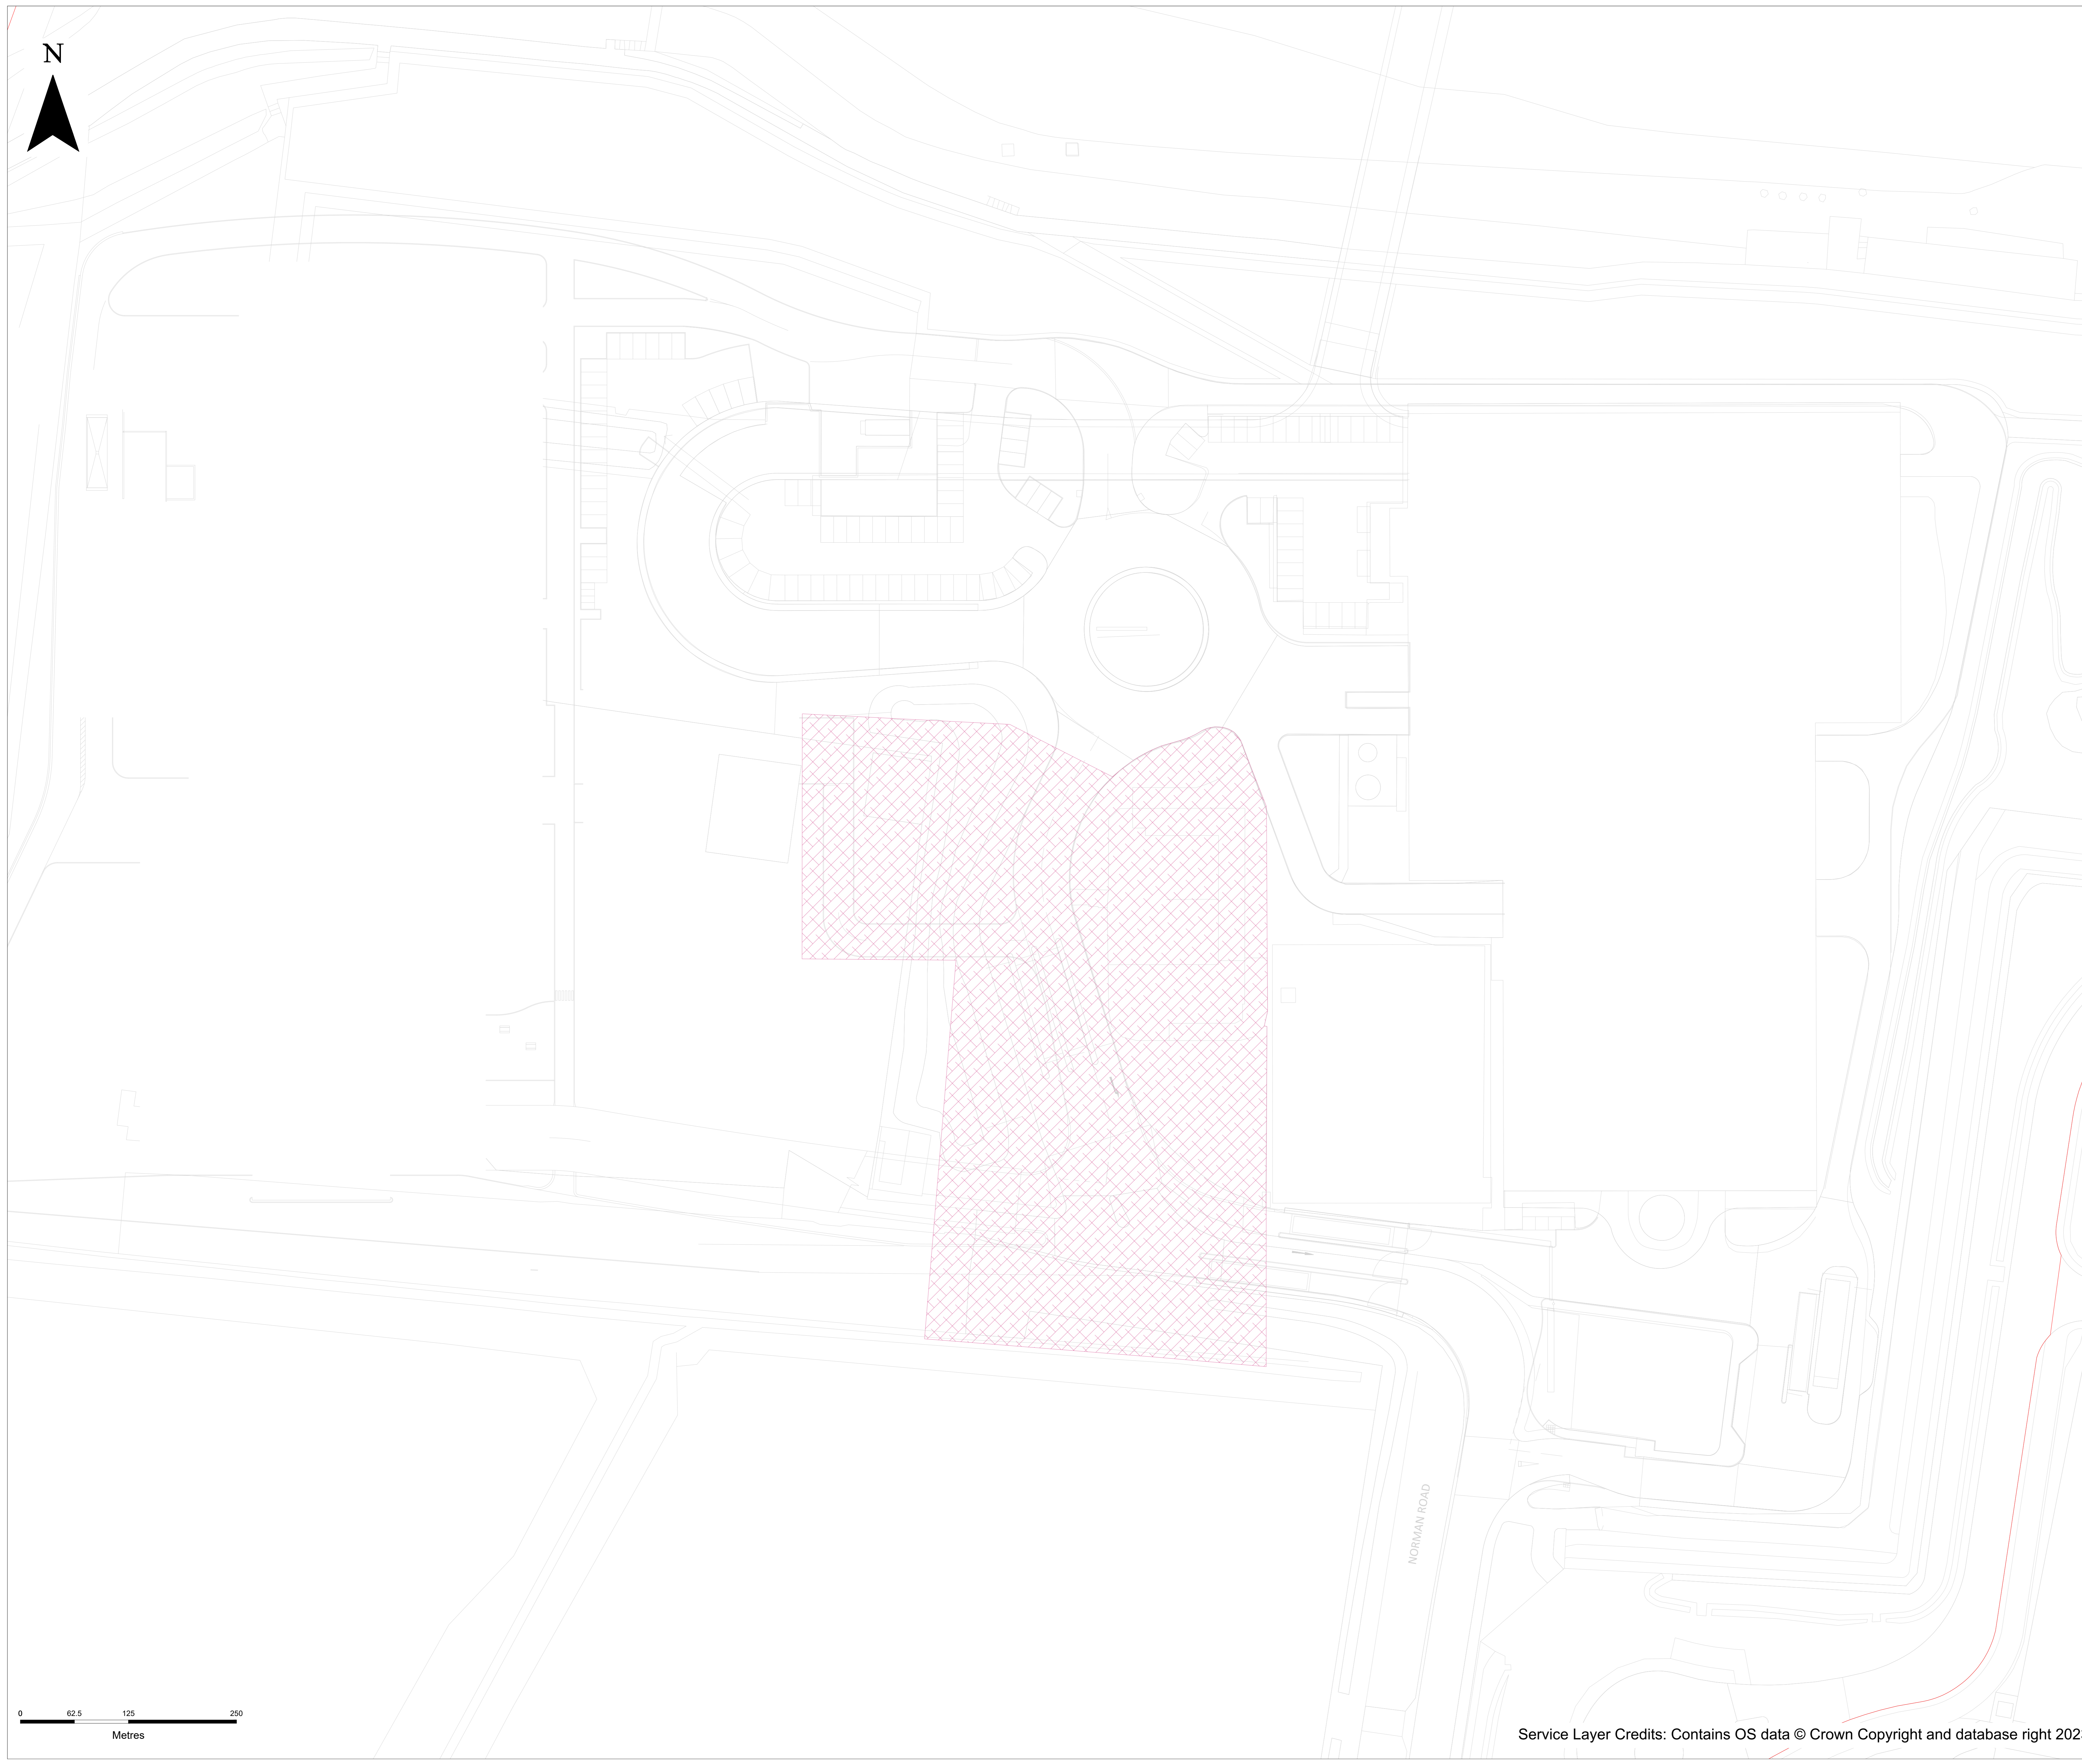 N
NORMAN ROAD
0 62.5 125 250
Metres
Service Layer Credits: Contains OS data © Crown Copyright and database right 202